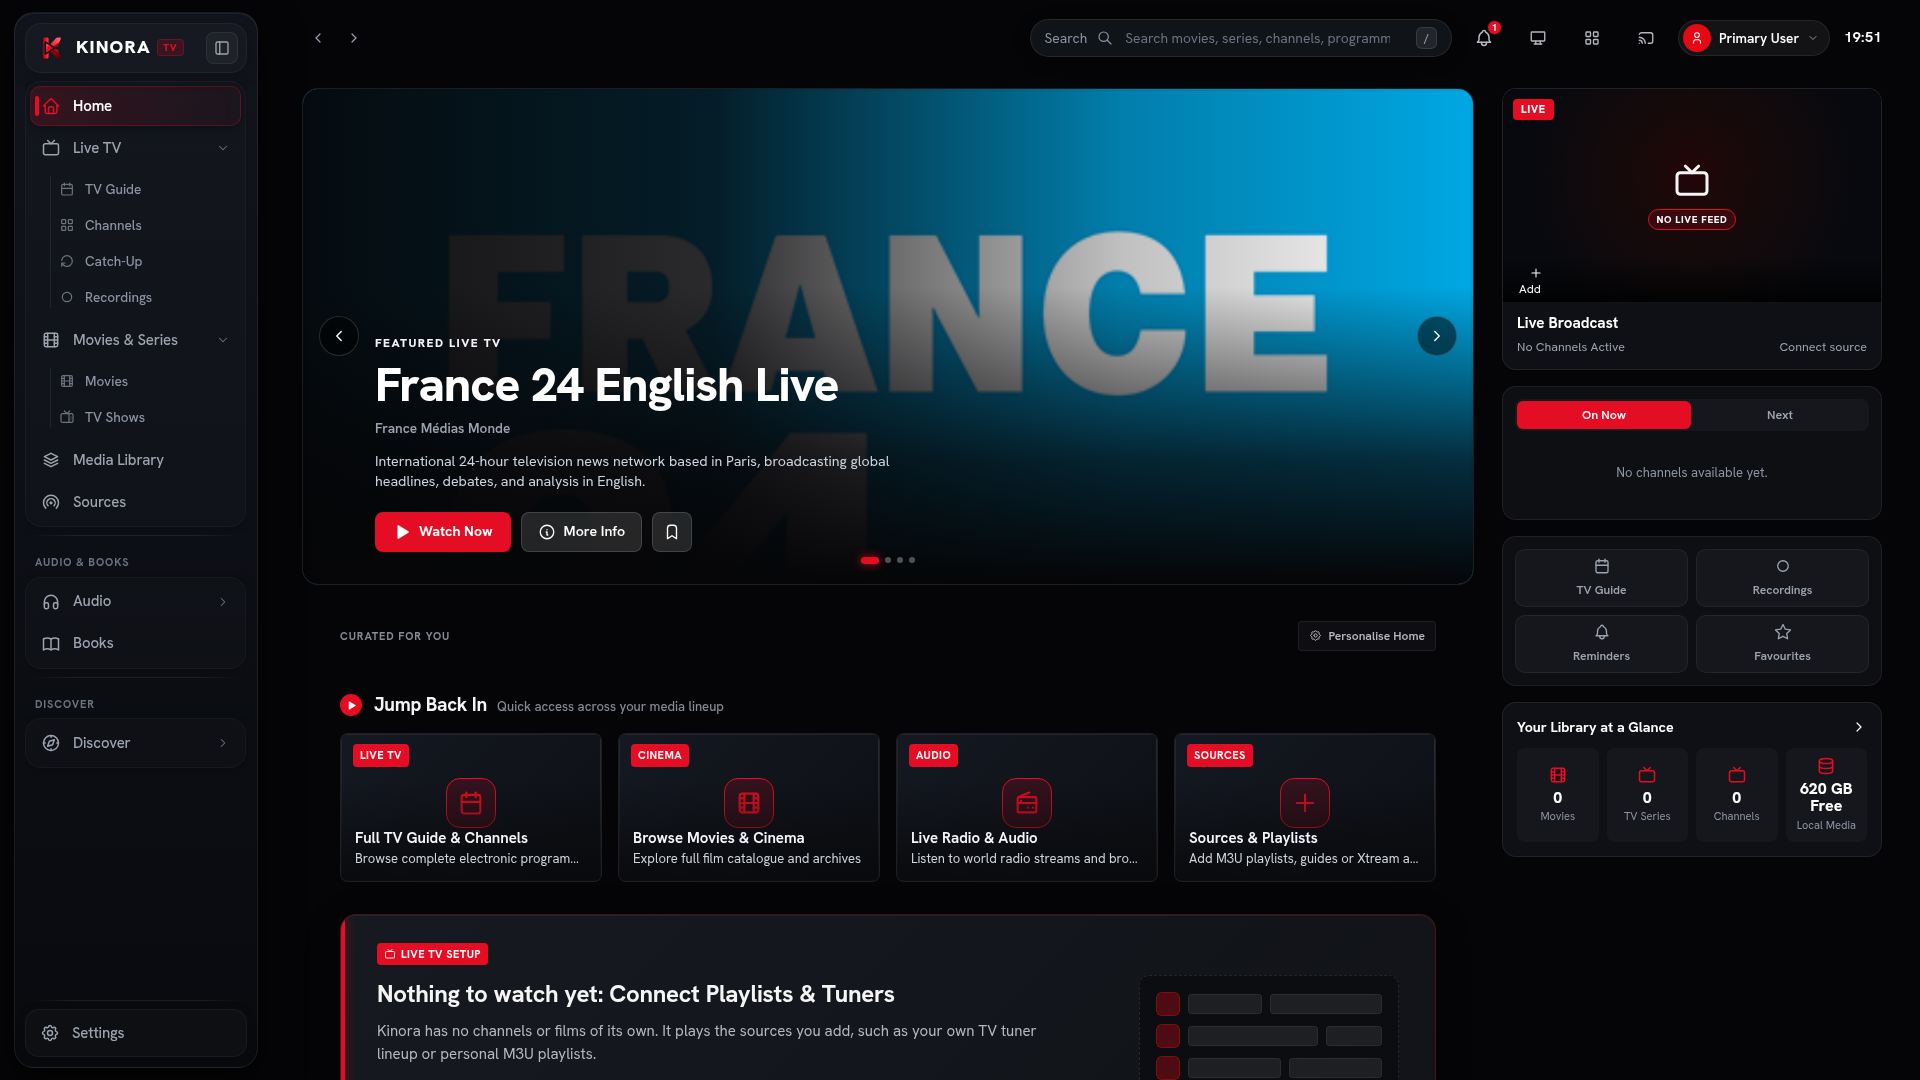 KINORA TV
Home
Live TV
TV Guide
Channels
Catch-Up
Recordings
Movies & Series
Movies
TV Shows
Media Library
Sources
AUDIO & BOOKS
Audio
Books
DISCOVER
Discover
Settings
Search
Search movies, series, channels, programm
/
1
Primary User
19:51
FRANCE
24
FEATURED LIVE TV
France 24 English Live
France Médias Monde
International 24-hour television news network based in Paris, broadcasting global
headlines, debates, and analysis in English.
Watch Now
More Info
CURATED FOR YOU
Personalise Home
Jump Back In
Quick access across your media lineup
LIVE TV
Full TV Guide & Channels
Browse complete electronic program...
CINEMA
Browse Movies & Cinema
Explore full film catalogue and archives
AUDIO
Live Radio & Audio
Listen to world radio streams and bro...
SOURCES
Sources & Playlists
Add M3U playlists, guides or Xtream a...
LIVE TV SETUP
Nothing to watch yet: Connect Playlists & Tuners
Kinora has no channels or films of its own. It plays the sources you add, such as your own TV tuner
lineup or personal M3U playlists.
LIVE
NO LIVE FEED
Add
Live Broadcast
No Channels Active
Connect source
On Now
Next
No channels available yet.
TV Guide
Recordings
Reminders
Favourites
Your Library at a Glance
0
Movies
0
TV Series
0
Channels
620 GB
Free
Local Media